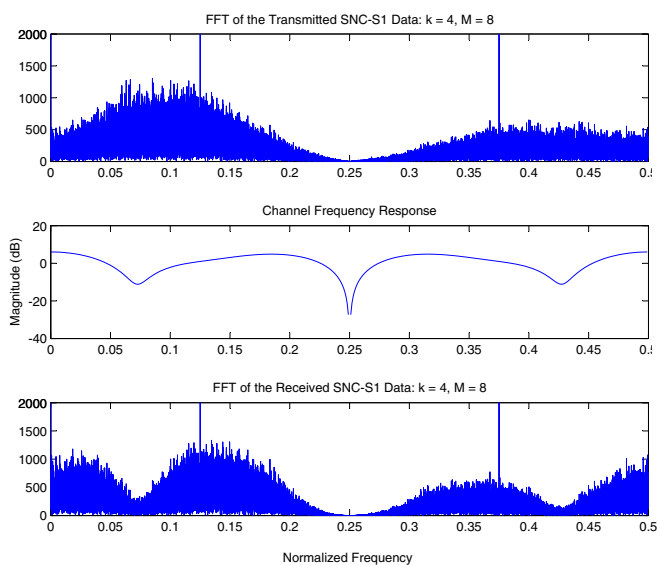 FFT of the Transmitted SNC-S1 Data: k = 4, M = 8
2000
1500
1000
500
0
0 0.05 0.1 0.15 0.2 0.25 0.3 0.35 0.4 0.45 0.5
Channel Frequency Response
Magnitude (dB)
20
0
-20
-40
0 0.05 0.1 0.15 0.2 0.25 0.3 0.35 0.4 0.45 0.5
FFT of the Received SNC-S1 Data: k = 4, M = 8
2000
1500
1000
500
0
0 0.05 0.1 0.15 0.2 0.25 0.3 0.35 0.4 0.45 0.5
Normalized Frequency